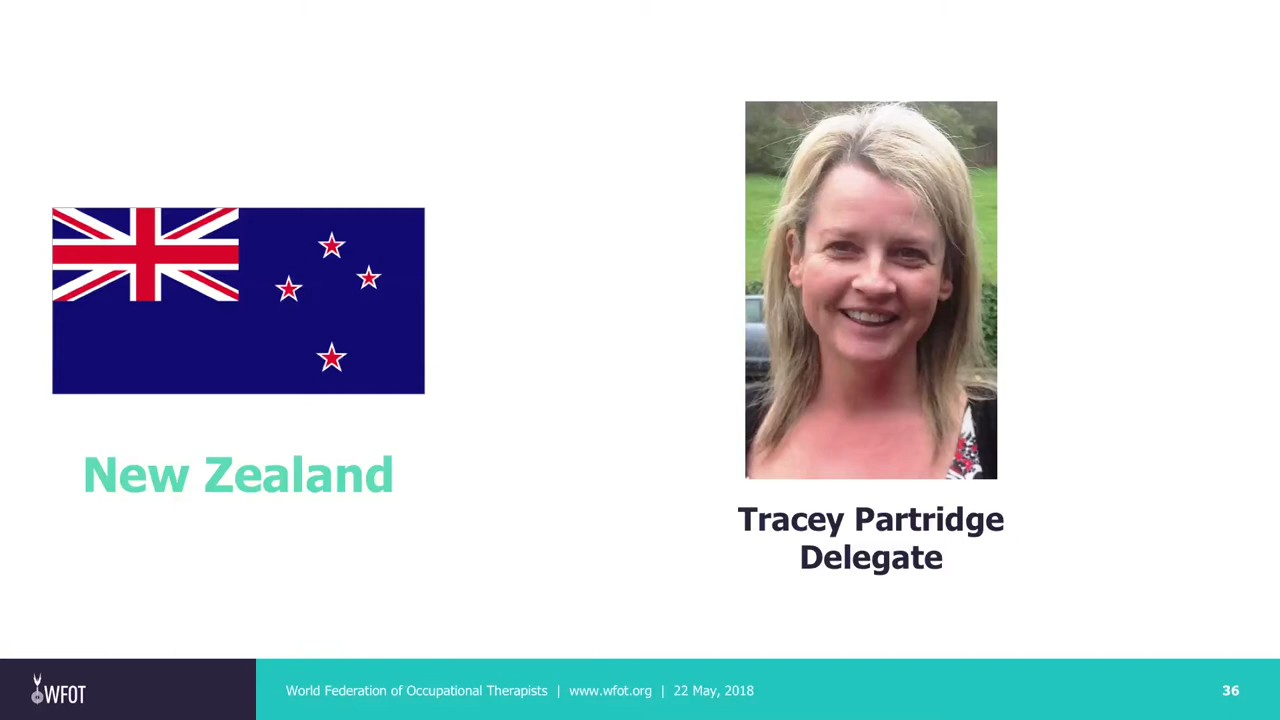 New Zealand
Tracey Partridge
Delegate
WFOT
World Federation of Occupational Therapists | www.wfot.org | 22 May, 2018
36